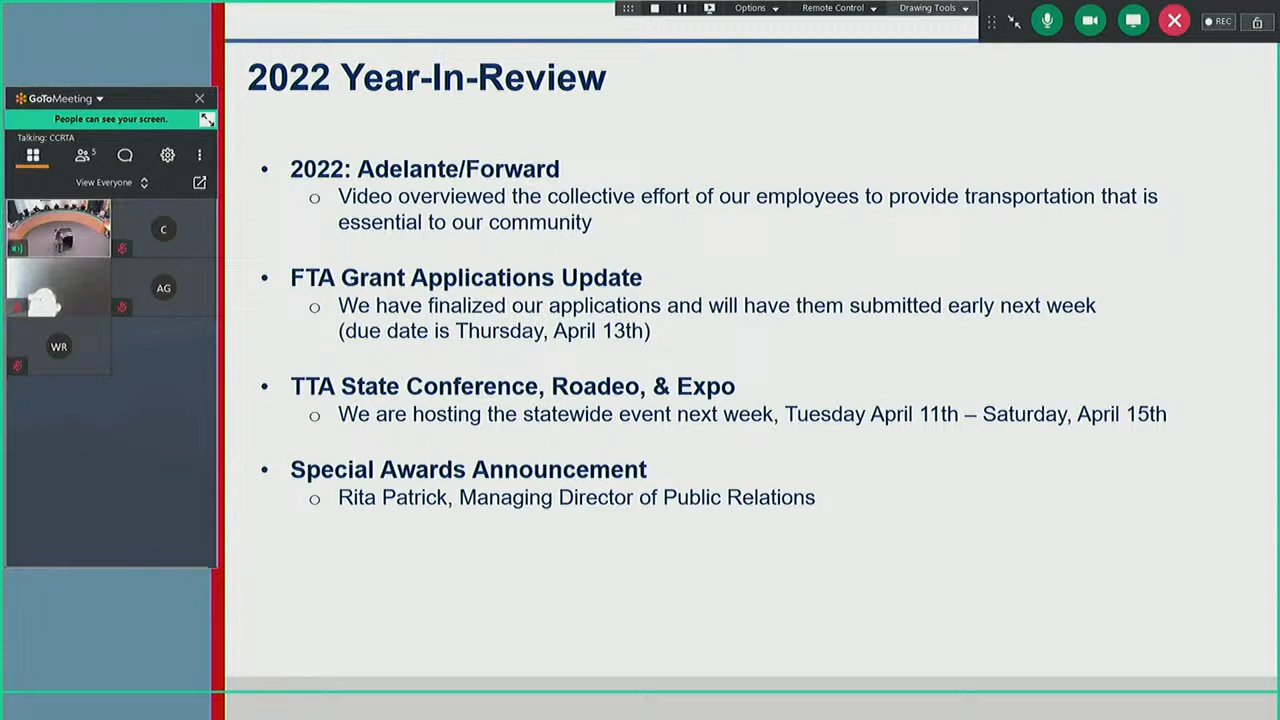 Options
Remote Control
Drawing Tools
REC
2022 Year-In-Review
GoToMeeting
People can see your screen.
Talking: CCRTA
5
View Everyone
C
AG
WR
• 2022: Adelante/Forward
o Video overviewed the collective effort of our employees to provide transportation that is
essential to our community
• FTA Grant Applications Update
o We have finalized our applications and will have them submitted early next week
(due date is Thursday, April 13th)
• TTA State Conference, Roadeo, & Expo
o We are hosting the statewide event next week, Tuesday April 11th – Saturday, April 15th
• Special Awards Announcement
o Rita Patrick, Managing Director of Public Relations